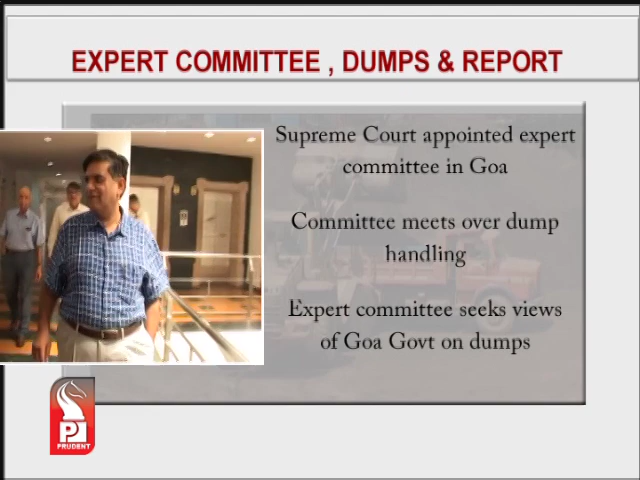 EXPERT COMMITTEE , DUMPS & REPORT
Supreme Court appointed expert
committee in Goa
Committee meets over dump
handling
Expert committee seeks views
of Goa Govt on dumps
P
PRUDENT